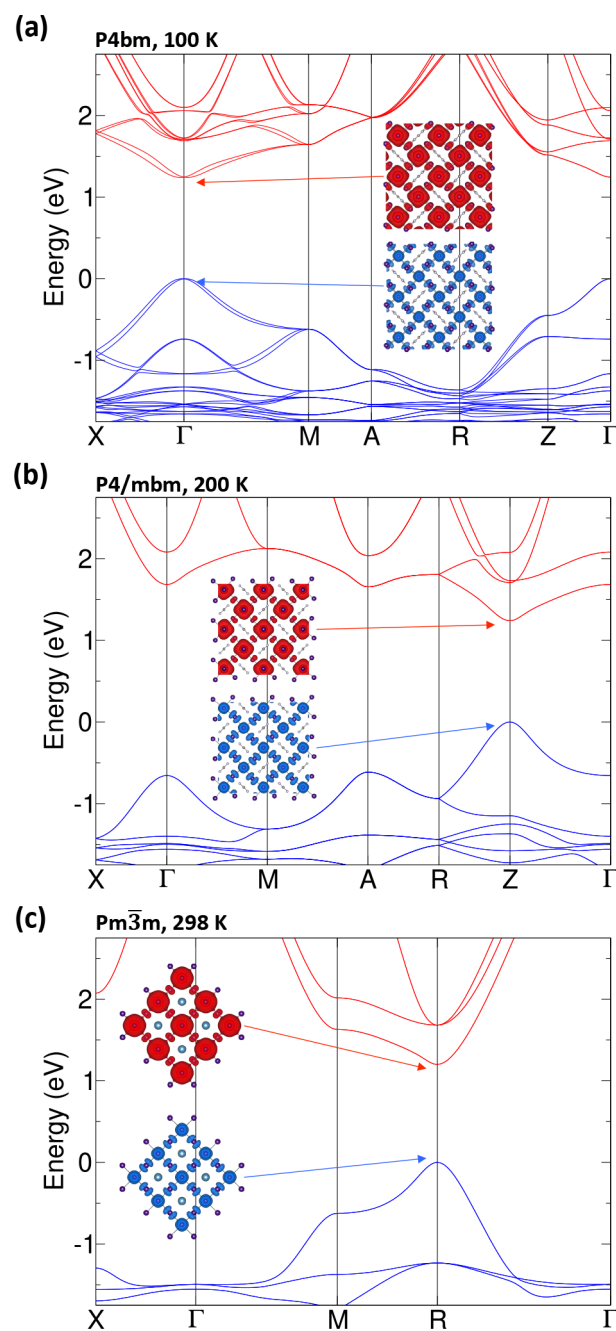 (a)
P4bm, 100 K
Energy (eV)
2
1
0
-1
X Γ M A R Z Γ
(b)
P4/mbm, 200 K
Energy (eV)
2
1
0
-1
X Γ M A R Z Γ
(c)
Pm3̅m, 298 K
Energy (eV)
2
1
0
-1
X Γ M R Γ